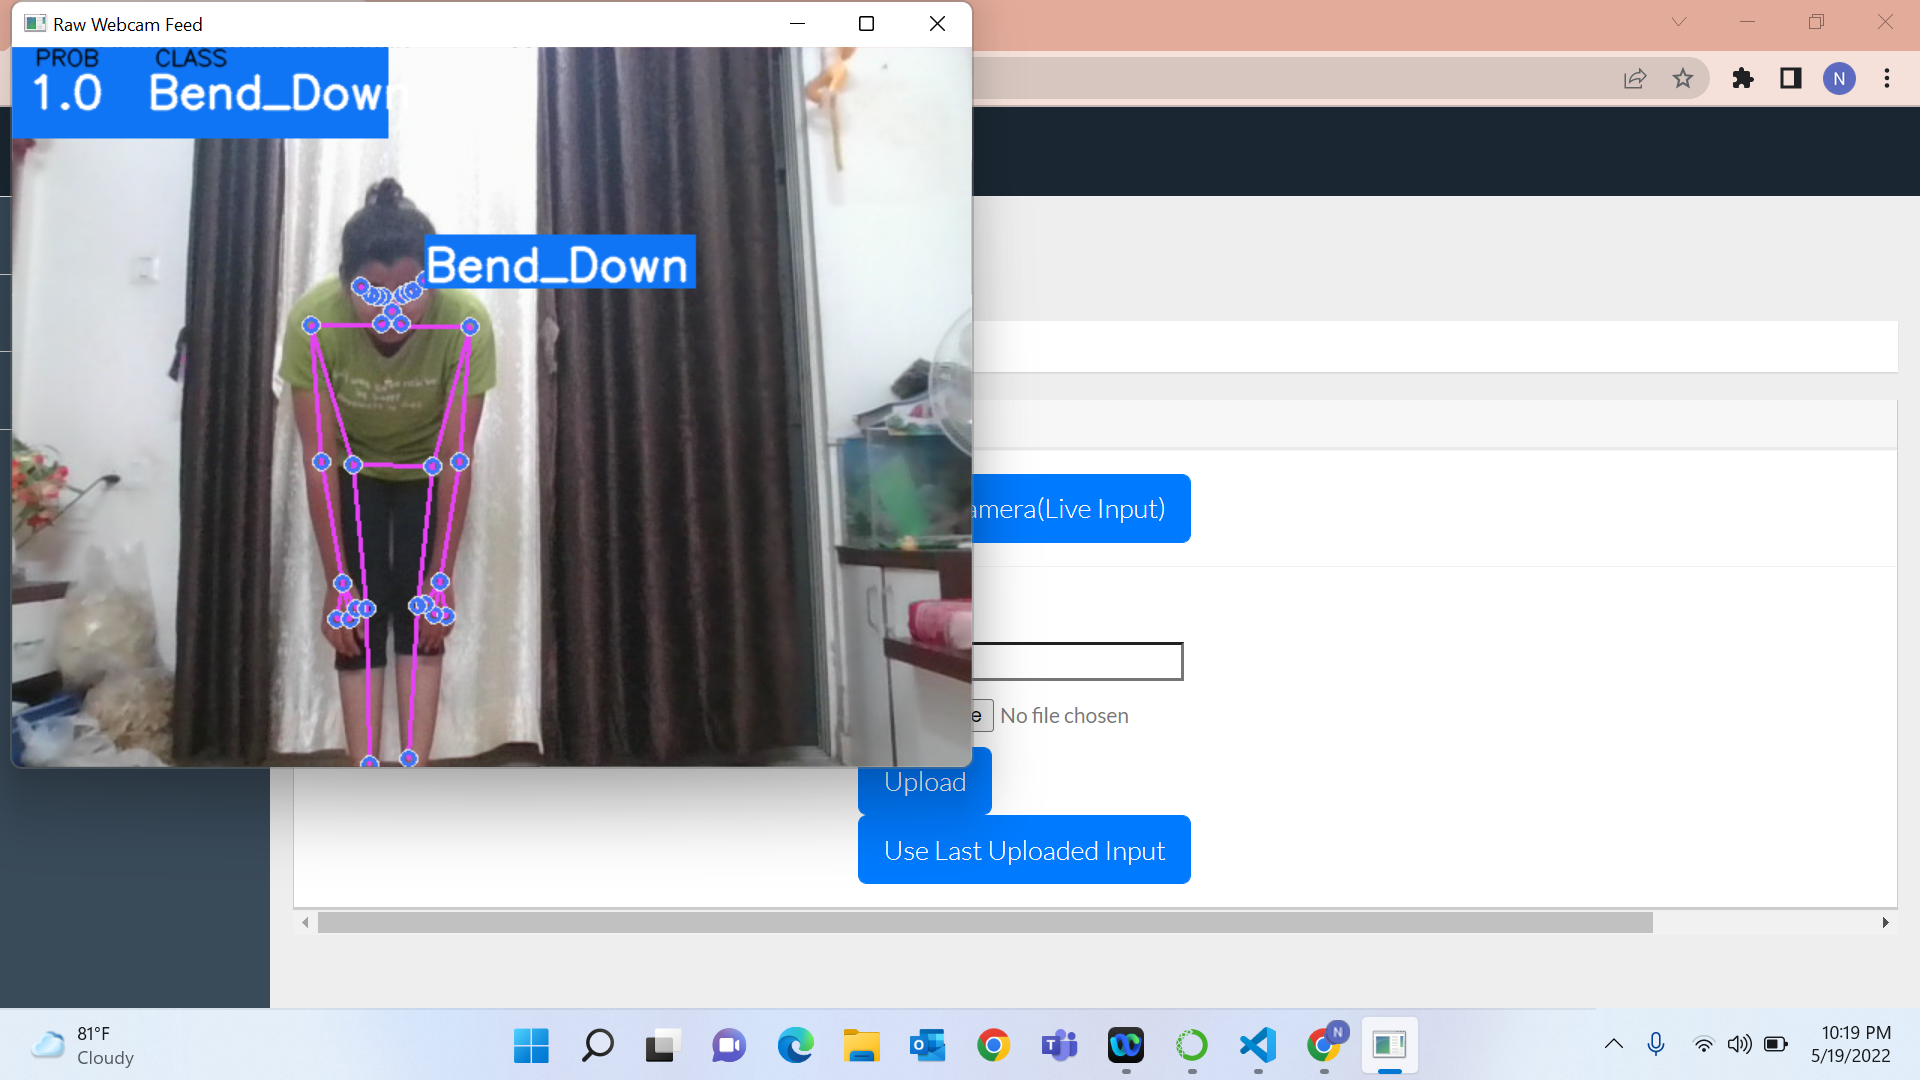 Raw Webcam Feed
PROB CLASS
1.0 Bend_Down
Bend_Down
N
amera(Live Input)
e No file chosen
Upload
Use Last Uploaded Input
81°F
Cloudy
N
10:19 PM
5/19/2022